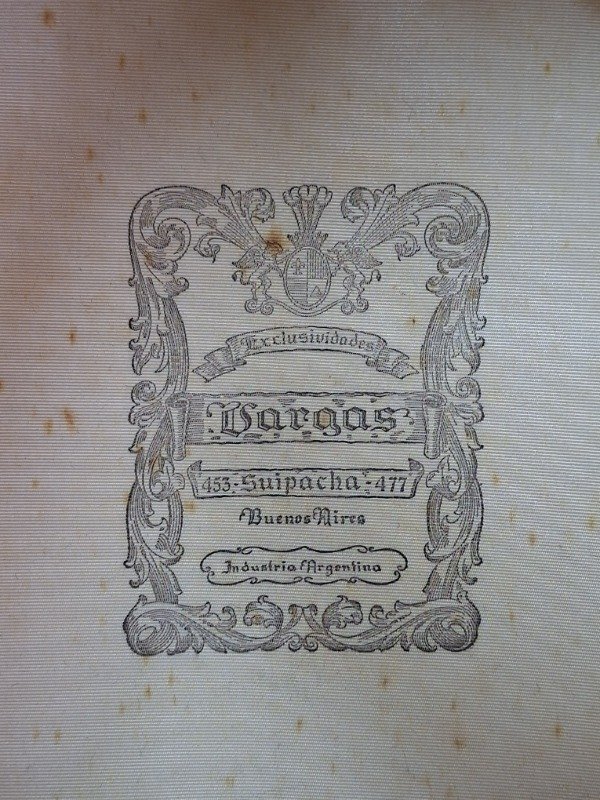 Exclusividades
Vargas
453·Suipacha·477
Buenos Aires
Industria Argentina